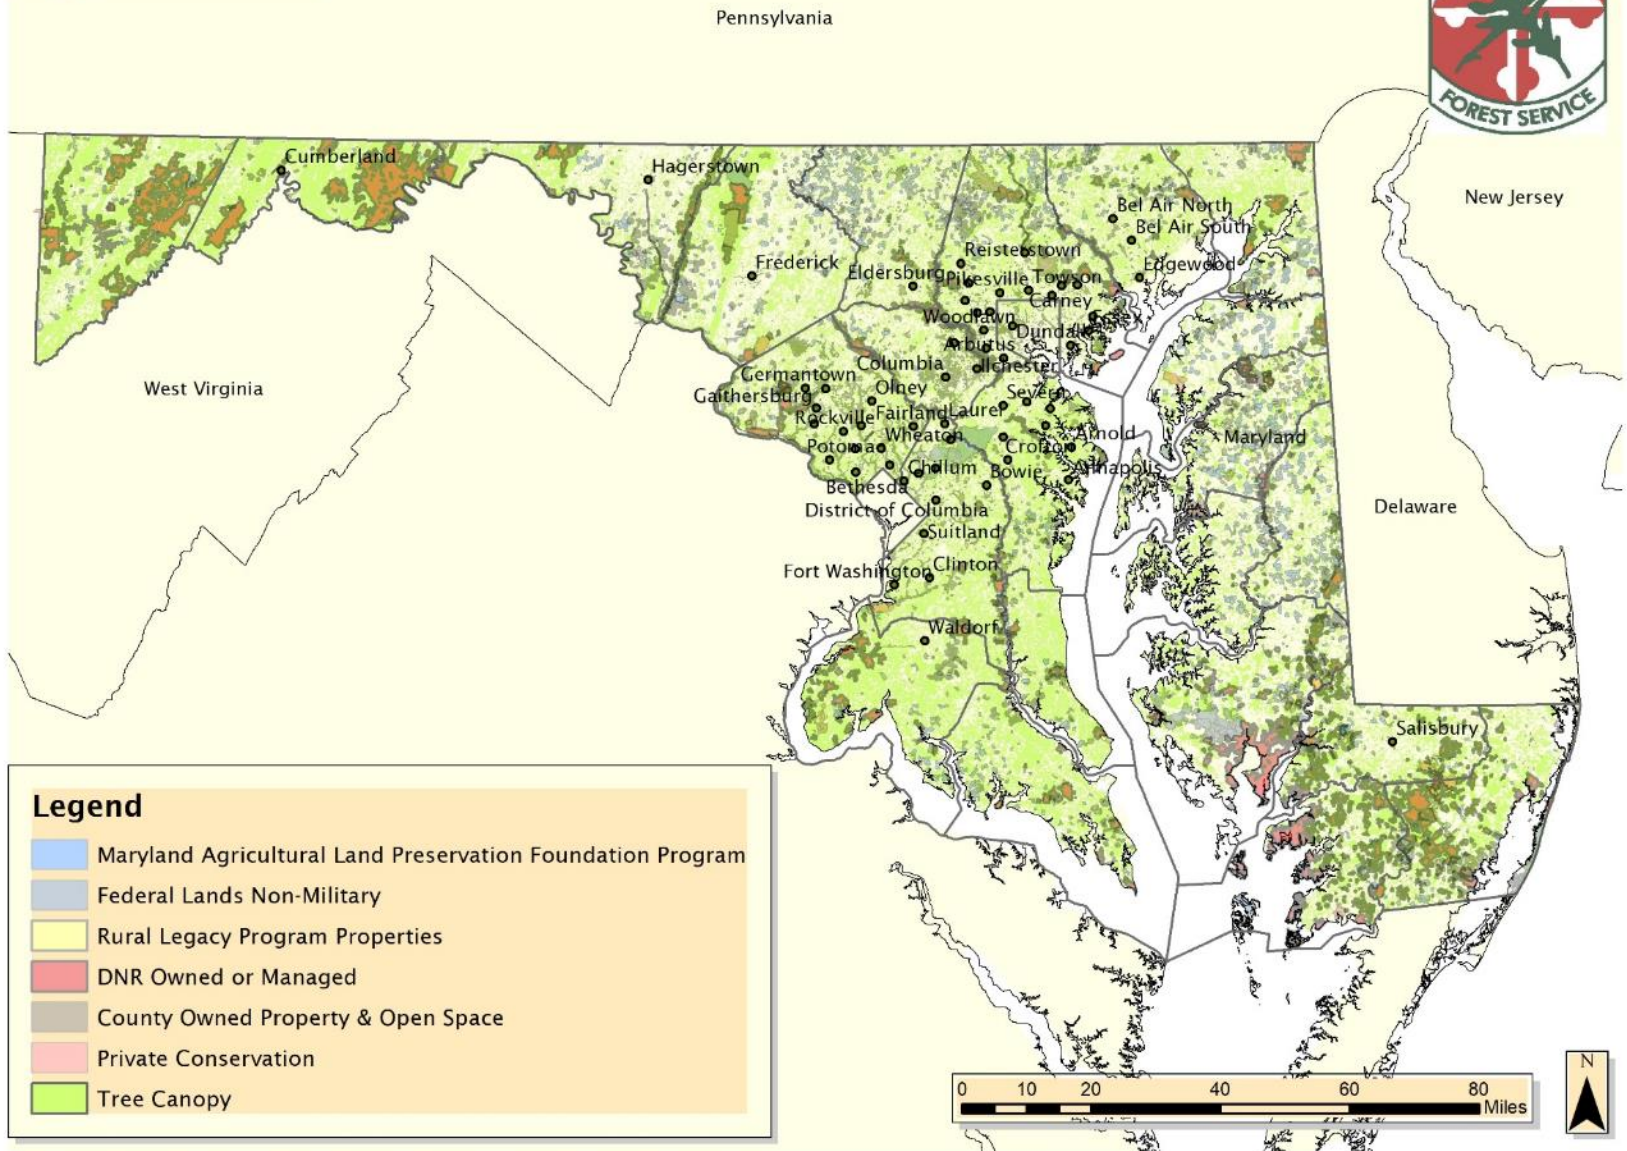 Pennsylvania
FOREST SERVICE
Cumberland
Hagerstown
New Jersey
Bel Air North
Bel Air South
Reisterstown
Frederick
Eldersburg
Pikesville
Towson
Edgewood
Carney
Woodlawn
Essex
Dundalk
Arbutus
Columbia
Ilchester
Germantown
West Virginia
Gaithersburg
Olney
Severn
Rockville
Fairland
Laurel
Wheaton
Arnold
Maryland
Potomac
Crofton
Chillum
Bowie
Annapolis
Bethesda
District of Columbia
Delaware
Suitland
Fort Washington
Clinton
Waldorf
Salisbury
Legend
Maryland Agricultural Land Preservation Foundation Program
Federal Lands Non-Military
Rural Legacy Program Properties
DNR Owned or Managed
County Owned Property & Open Space
Private Conservation
Tree Canopy
0 10 20 40 60 80
Miles
N